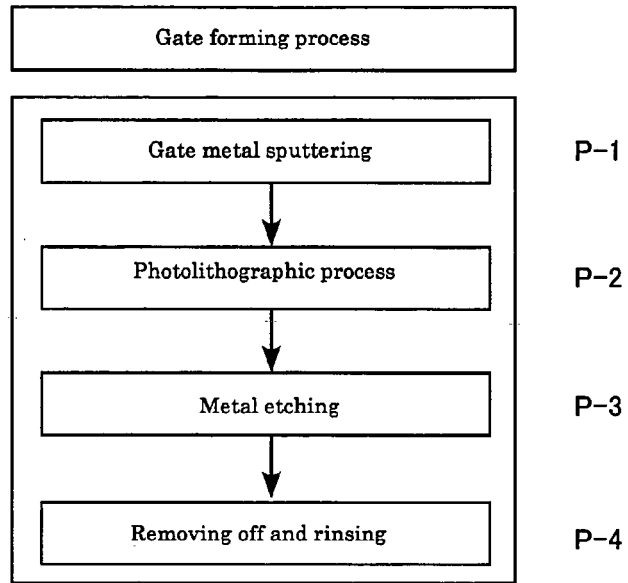 Gate forming process
Gate metal sputtering
P-1
Photolithographic process
P-2
Metal etching
P-3
Removing off and rinsing
P-4